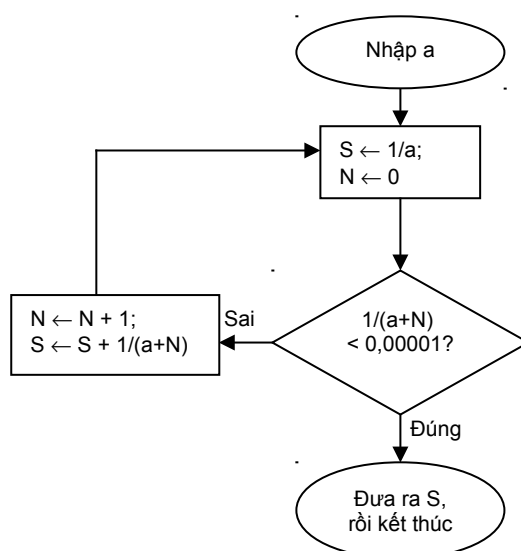 Nhập a
S ← 1/a;
N ← 0
1/(a+N)
< 0,00001?
Sai
N ← N + 1;
S ← S + 1/(a+N)
Đúng
Đưa ra S,
rồi kết thúc